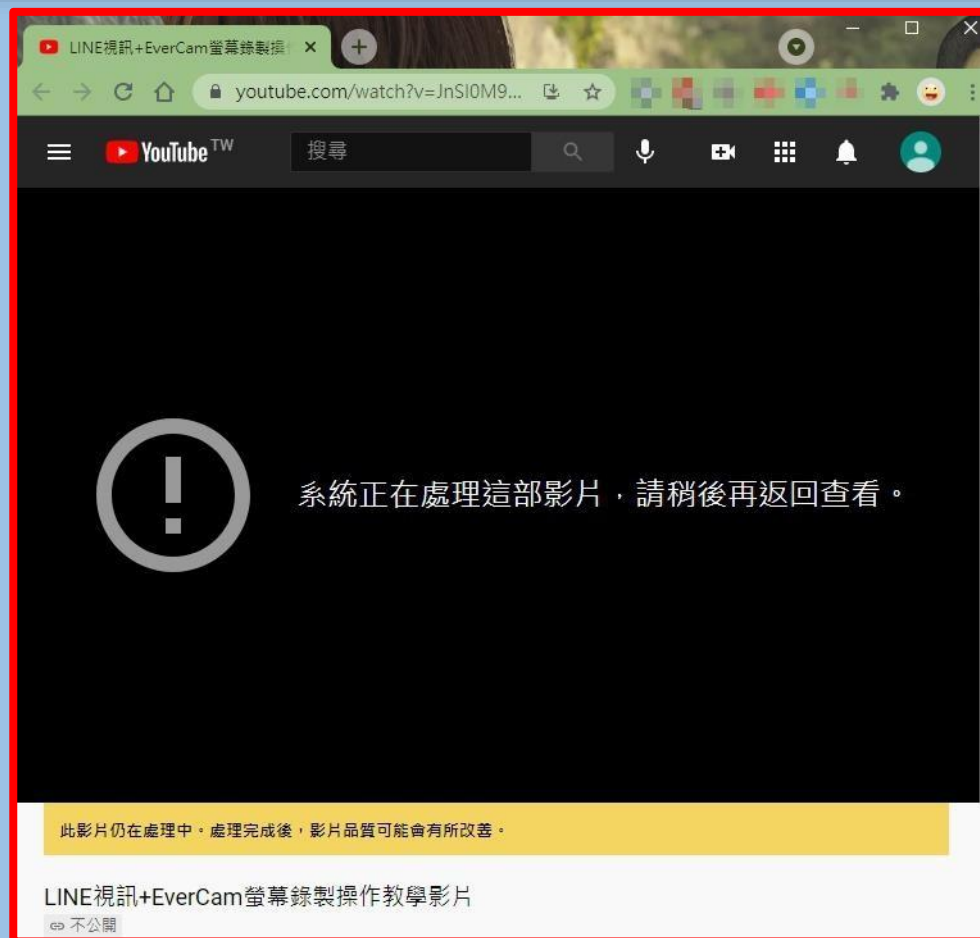 LINE視訊+EverCam螢幕錄製操
youtube.com/watch?v=JnSI0M9...
YouTube TW
搜尋
系統正在處理這部影片，請稍後再返回查看。
此影片仍在處理中。處理完成後，影片品質可能會有所改善。
LINE視訊+EverCam螢幕錄製操作教學影片
不公開